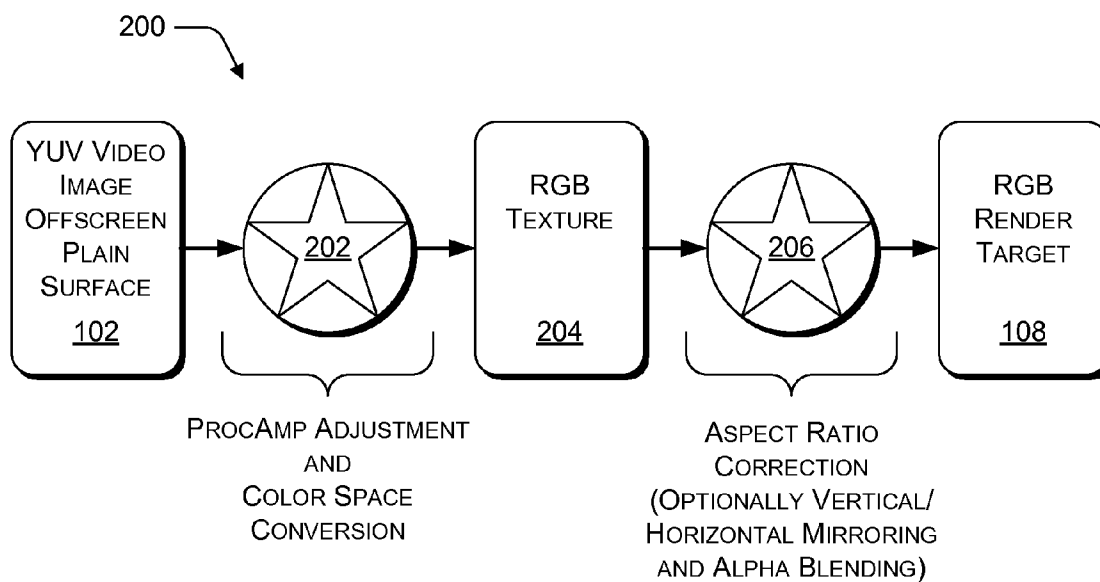 200
YUV VIDEO
IMAGE
OFFSCREEN
PLAIN
SURFACE
102
202
RGB
TEXTURE
204
206
RGB
RENDER
TARGET
108
PROCAMP ADJUSTMENT
AND
COLOR SPACE
CONVERSION
ASPECT RATIO
CORRECTION
(OPTIONALLY VERTICAL/
HORIZONTAL MIRRORING
AND ALPHA BLENDING)